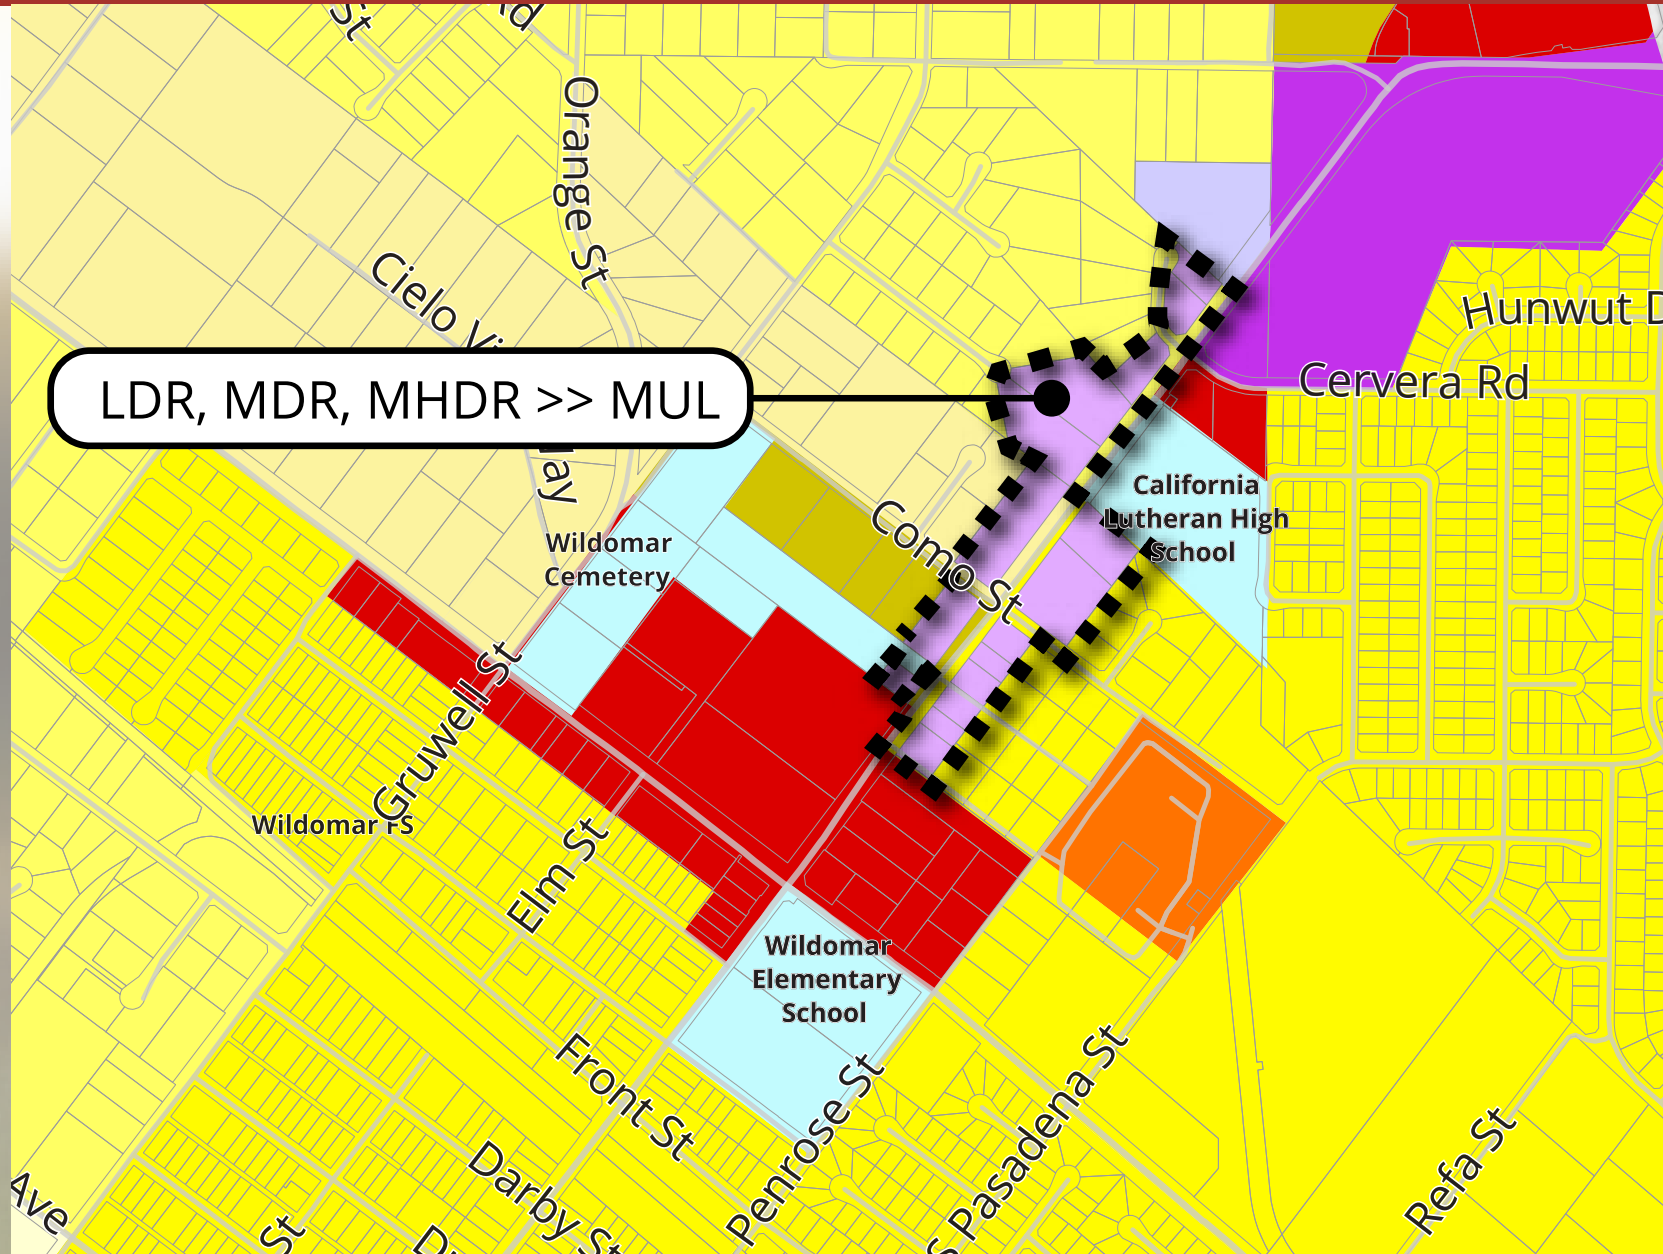 St
Rd
Orange St
Cielo Vi
LDR, MDR, MHDR >> MUL
Hunwut D
Cervera Rd
California
Lutheran High
School
Como St
Wildomar
Cemetery
Gruwell St
Wildomar FS
Elm St
Wildomar
Elementary
School
Front St
Penrose St
S Pasadena St
Refa St
Darby St
Ave
St